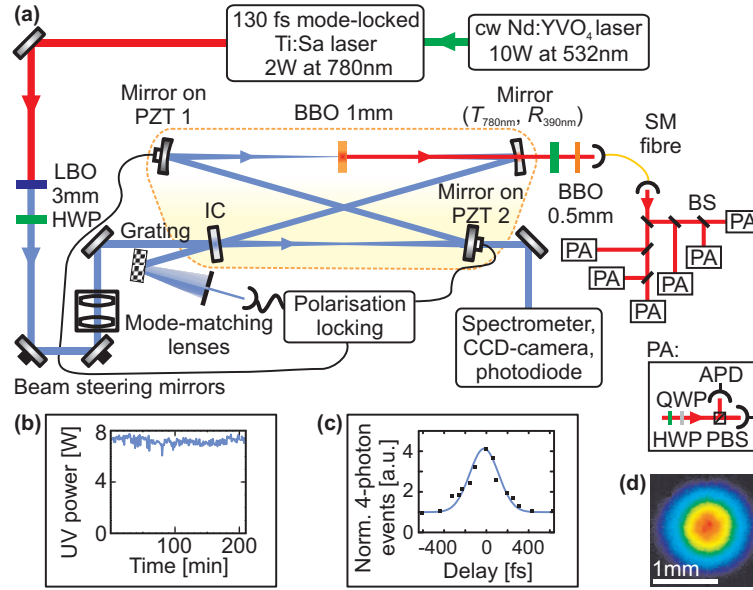 (a)
130 fs mode-locked
Ti:Sa laser
2W at 780nm
cw Nd:YVO₄ laser
10W at 532nm
Mirror on
PZT 1
BBO 1mm
Mirror
(T₇₈₀ₙₘ, R₃₉₀ₙₘ)
SM
fibre
LBO
3mm
HWP
BBO
0.5mm
Mirror on
PZT 2
IC
Grating
BS
PA
PA
PA
PA
PA
PA
Mode-matching
lenses
Polarisation
locking
Spectrometer,
CCD-camera,
photodiode
Beam steering mirrors
PA:
APD
QWP
HWP PBS
(b)
UV power [W]
8
4
0
100
200
Time [min]
(c)
Norm. 4-photon
events [a.u.]
4
2
0
-400
0
400
Delay [fs]
(d)
1mm